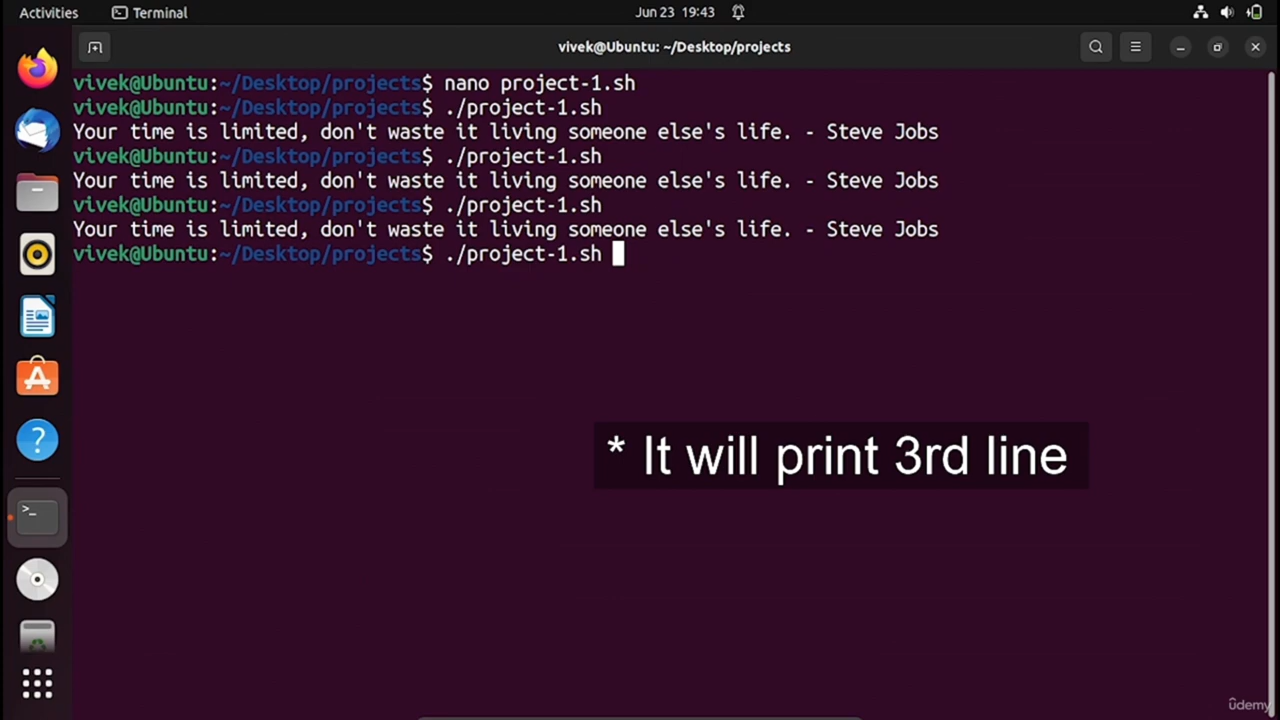 Activities
Terminal
Jun 23 19:43
vivek@Ubuntu: ~/Desktop/projects
vivek@Ubuntu:~/Desktop/projects$ nano project-1.sh
vivek@Ubuntu:~/Desktop/projects$ ./project-1.sh
Your time is limited, don't waste it living someone else's life. - Steve Jobs
vivek@Ubuntu:~/Desktop/projects$ ./project-1.sh
Your time is limited, don't waste it living someone else's life. - Steve Jobs
vivek@Ubuntu:~/Desktop/projects$ ./project-1.sh
Your time is limited, don't waste it living someone else's life. - Steve Jobs
vivek@Ubuntu:~/Desktop/projects$ ./project-1.sh
* It will print 3rd line
udemy